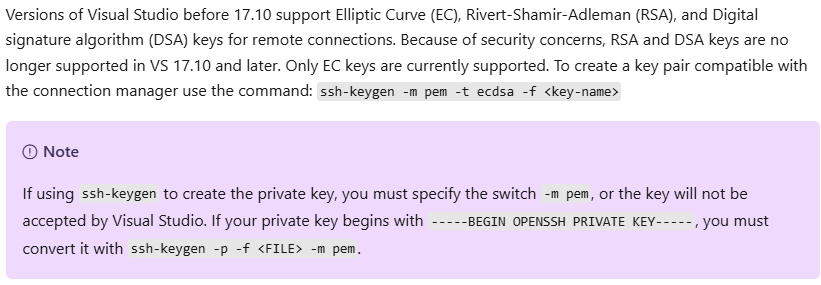 Versions of Visual Studio before 17.10 support Elliptic Curve (EC), Rivert-Shamir-Adleman (RSA), and Digital
signature algorithm (DSA) keys for remote connections. Because of security concerns, RSA and DSA keys are no
longer supported in VS 17.10 and later. Only EC keys are currently supported. To create a key pair compatible with
the connection manager use the command: ssh-keygen -m pem -t ecdsa -f <key-name>
Note
If using ssh-keygen to create the private key, you must specify the switch -m pem, or the key will not be
accepted by Visual Studio. If your private key begins with -----BEGIN OPENSSH PRIVATE KEY-----, you must
convert it with ssh-keygen -p -f <FILE> -m pem.